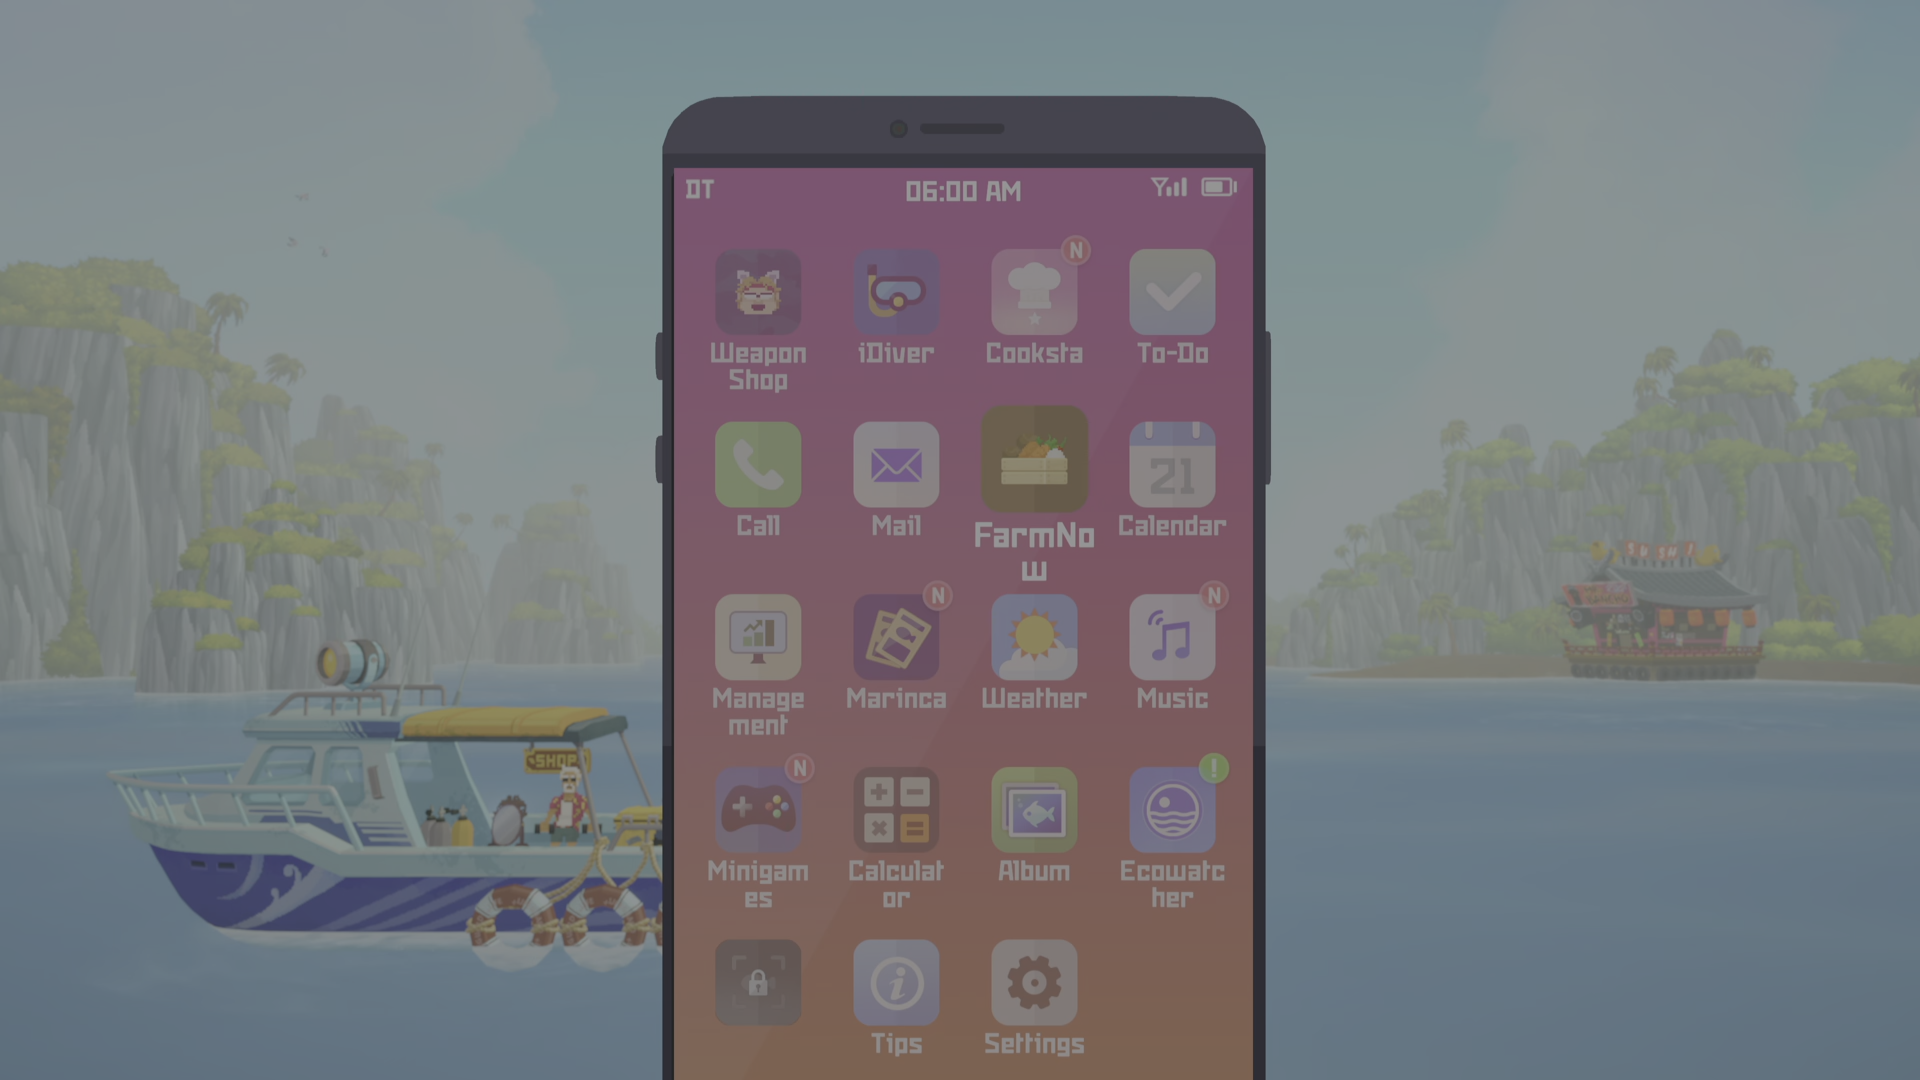 DT
06:00 AM
N
Weapon
Shop
iDiver
Cooksta
To-Do
21
Call
Mail
FarmNo
w
Calendar
SUSHI
N
N
Manage
ment
Marinca
Weather
Music
SHOP
N
!
Minigam
es
Calculat
or
Album
Ecowatc
her
i
Tips
Settings